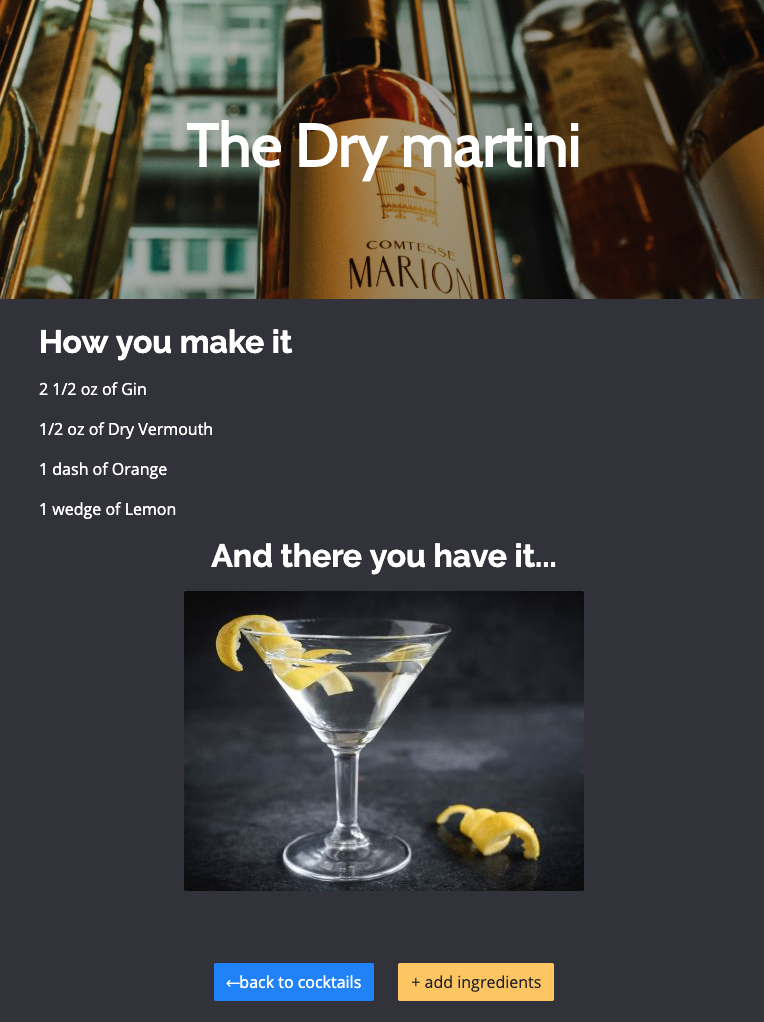 The Dry martini
COMTESSE
MARION
How you make it
2 1/2 oz of Gin
1/2 oz of Dry Vermouth
1 dash of Orange
1 wedge of Lemon
And there you have it...
←back to cocktails
+ add ingredients